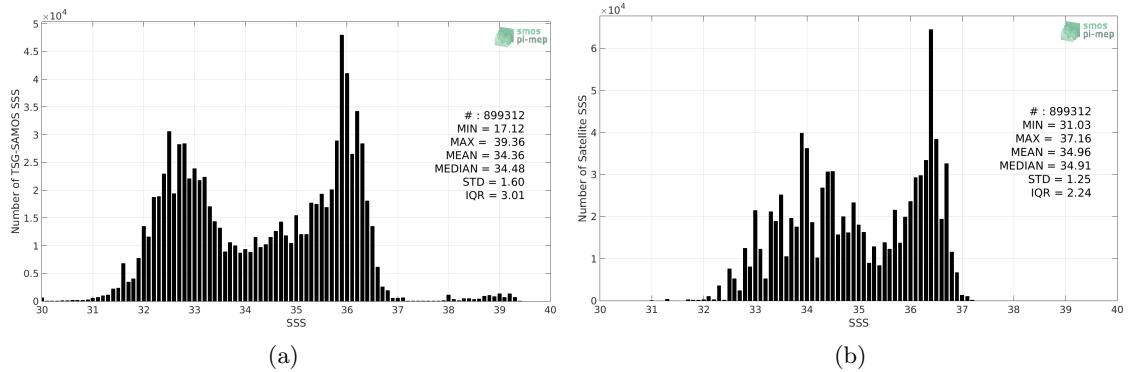 ×10⁴
5
4.5
4
3.5
3
2.5
2
1.5
1
0.5
0
Number of TSG-SAMOS SSS
30 31 32 33 34 35 36 37 38 39 40
SSS
smos
pi-mep
# : 899312
MIN = 17.12
MAX = 39.36
MEAN = 34.36
MEDIAN = 34.48
STD = 1.60
IQR = 3.01
(a)
×10⁴
6
5
4
3
2
1
0
Number of Satellite SSS
30 31 32 33 34 35 36 37 38 39 40
SSS
smos
pi-mep
# : 899312
MIN = 31.03
MAX = 37.16
MEAN = 34.96
MEDIAN = 34.91
STD = 1.25
IQR = 2.24
(b)